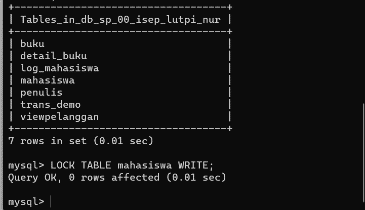 +-----------------------------------+
| Tables_in_db_sp_00_isep_lutpi_nur |
+-----------------------------------+
| buku                              |
| detail_buku                       |
| log_mahasiswa                     |
| mahasiswa                         |
| penulis                           |
| trans_demo                        |
| viewpelanggan                     |
+-----------------------------------+
7 rows in set (0.01 sec)
mysql> LOCK TABLE mahasiswa WRITE;
Query OK, 0 rows affected (0.01 sec)
mysql>